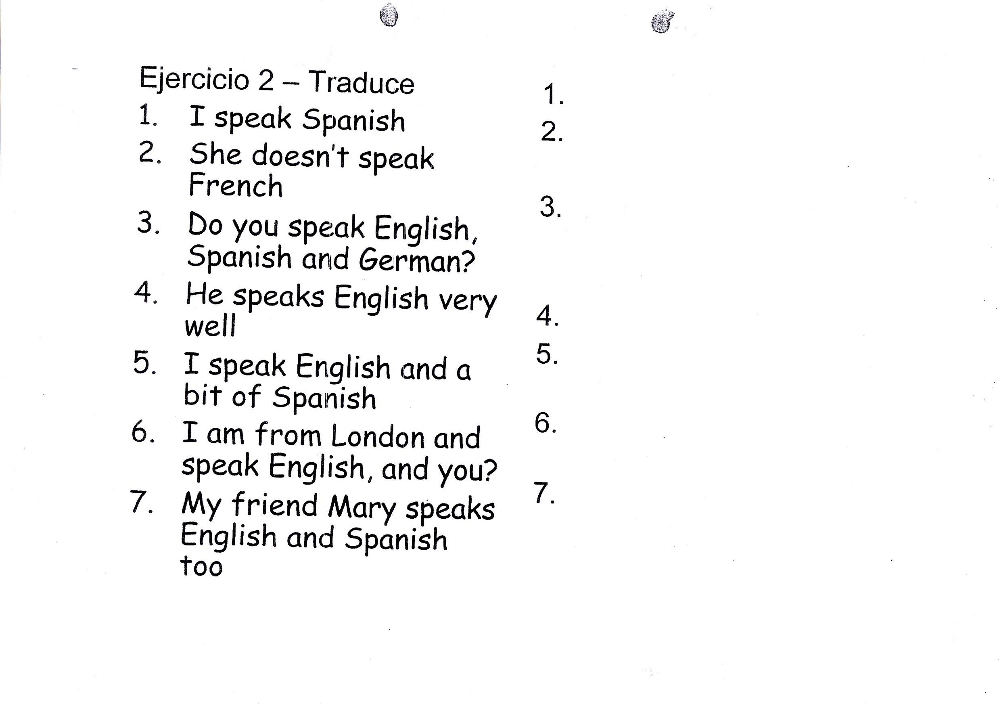 Ejercicio 2 – Traduce
1. I speak Spanish
2. She doesn't speak
French
3. Do you speak English,
Spanish and German?
4. He speaks English very
well
5. I speak English and a
bit of Spanish
6. I am from London and
speak English, and you?
7. My friend Mary speaks
English and Spanish
too
1.
2.
3.
4.
5.
6.
7.